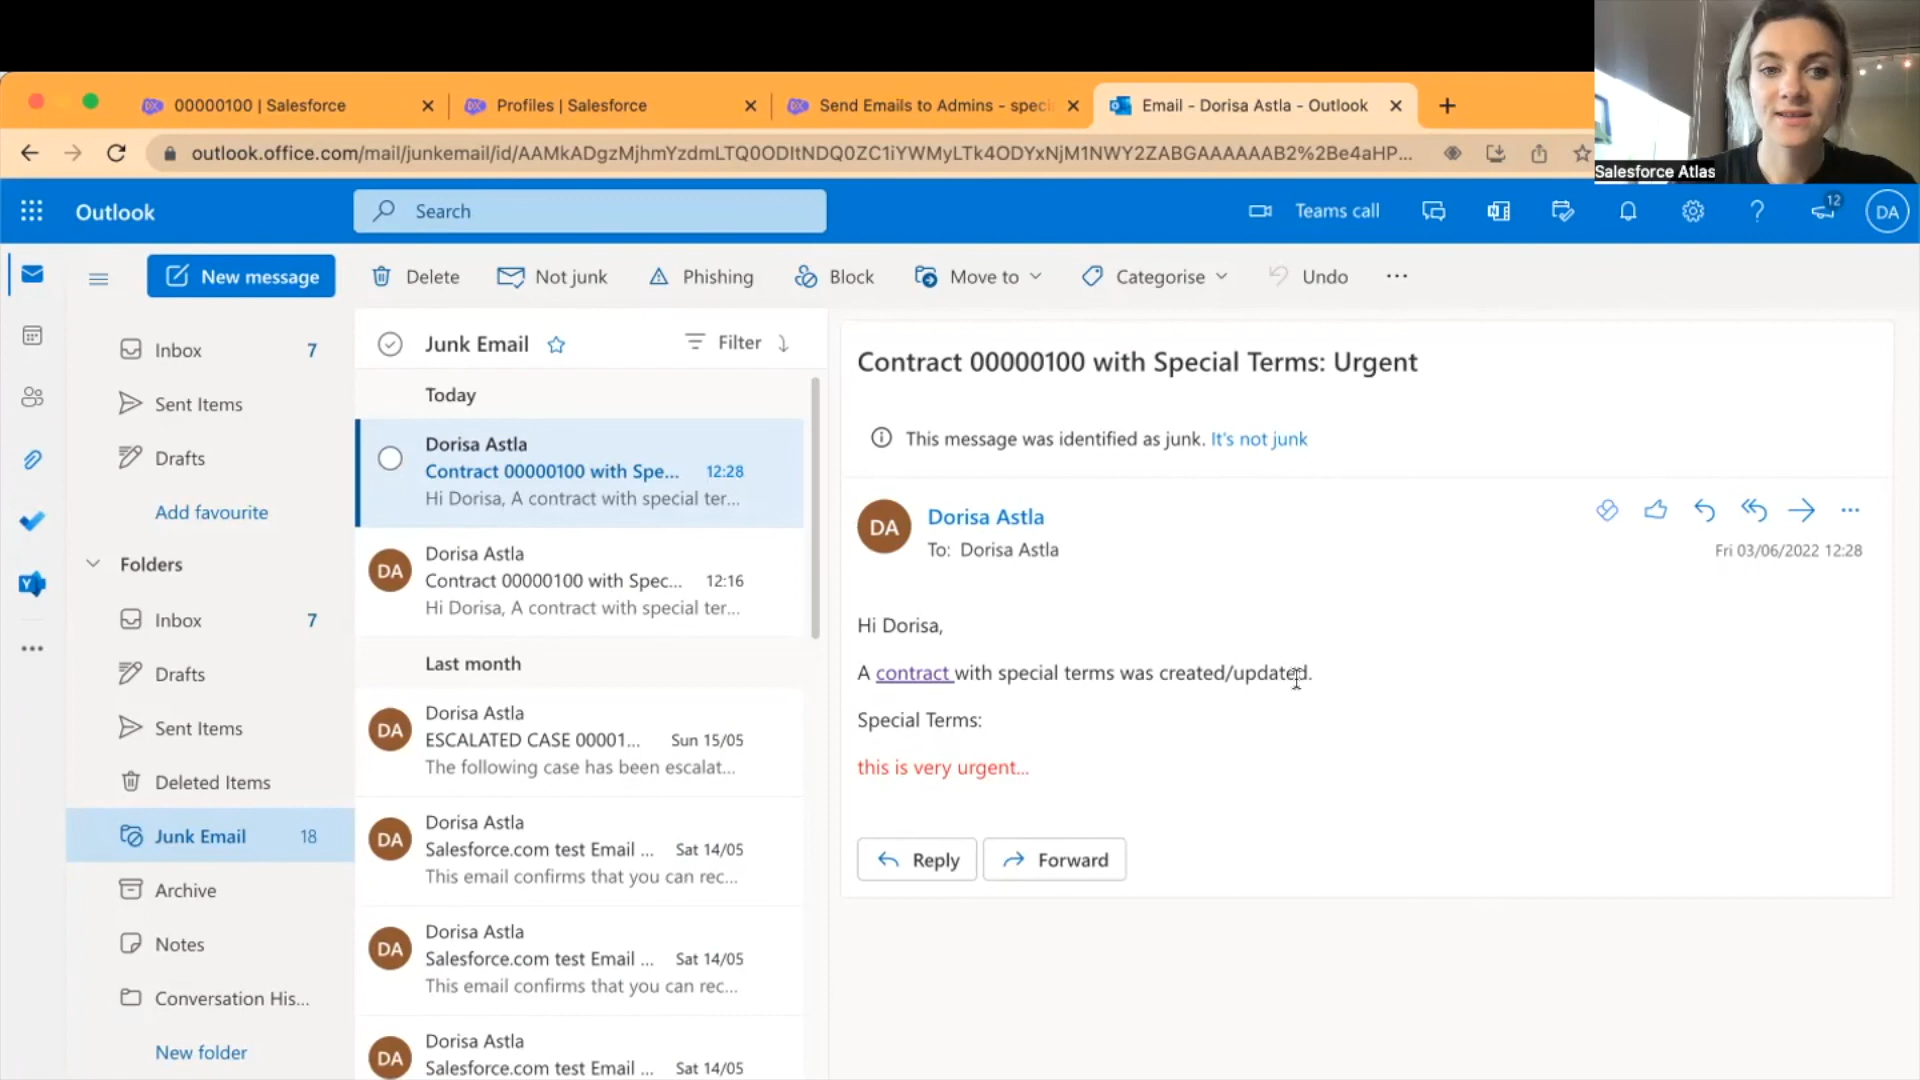 00000100 | Salesforce
Profiles | Salesforce
Send Emails to Admins - speci
Email - Dorisa Astla - Outlook
Salesforce Atlas
outlook.office.com/mail/junkemail/id/AAMkADgzMjhmYzdmLTQ0ODItNDQ0ZC1iYWMyLTk4ODYxNjM1NWY2ZABGAAAAAAB2%2Be4aHP...
Outlook
Search
Teams call
12
DA
New message
Delete
Not junk
Phishing
Block
Move to
Categorise
Undo
Inbox 7
Sent Items
Drafts
Add favourite
Folders
Inbox 7
Drafts
Sent Items
Deleted Items
Junk Email 18
Archive
Notes
Conversation His...
New folder
Junk Email
Filter
Today
Dorisa Astla
Contract 00000100 with Spe... 12:28
Hi Dorisa, A contract with special ter...
DA
Dorisa Astla
Contract 00000100 with Spec... 12:16
Hi Dorisa, A contract with special ter...
Last month
DA
Dorisa Astla
ESCALATED CASE 00001... Sun 15/05
The following case has been escalat...
DA
Dorisa Astla
Salesforce.com test Email ... Sat 14/05
This email confirms that you can rec...
DA
Dorisa Astla
Salesforce.com test Email ... Sat 14/05
This email confirms that you can rec...
DA
Dorisa Astla
Salesforce.com test Email ... Sat 14/05
Contract 00000100 with Special Terms: Urgent
This message was identified as junk. It's not junk
DA
Dorisa Astla
To: Dorisa Astla
Fri 03/06/2022 12:28
Hi Dorisa,
A contract with special terms was created/updated.
Special Terms:
this is very urgent...
Reply
Forward